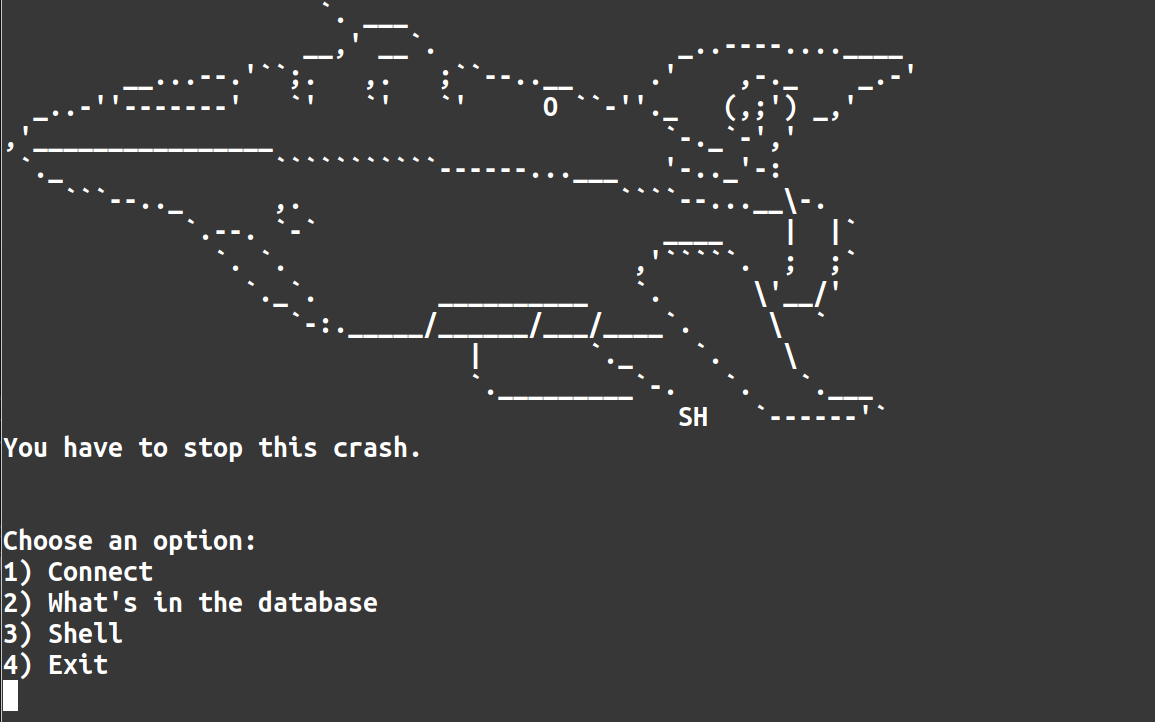 SH
You have to stop this crash.
Choose an option:
1) Connect
2) What's in the database
3) Shell
4) Exit